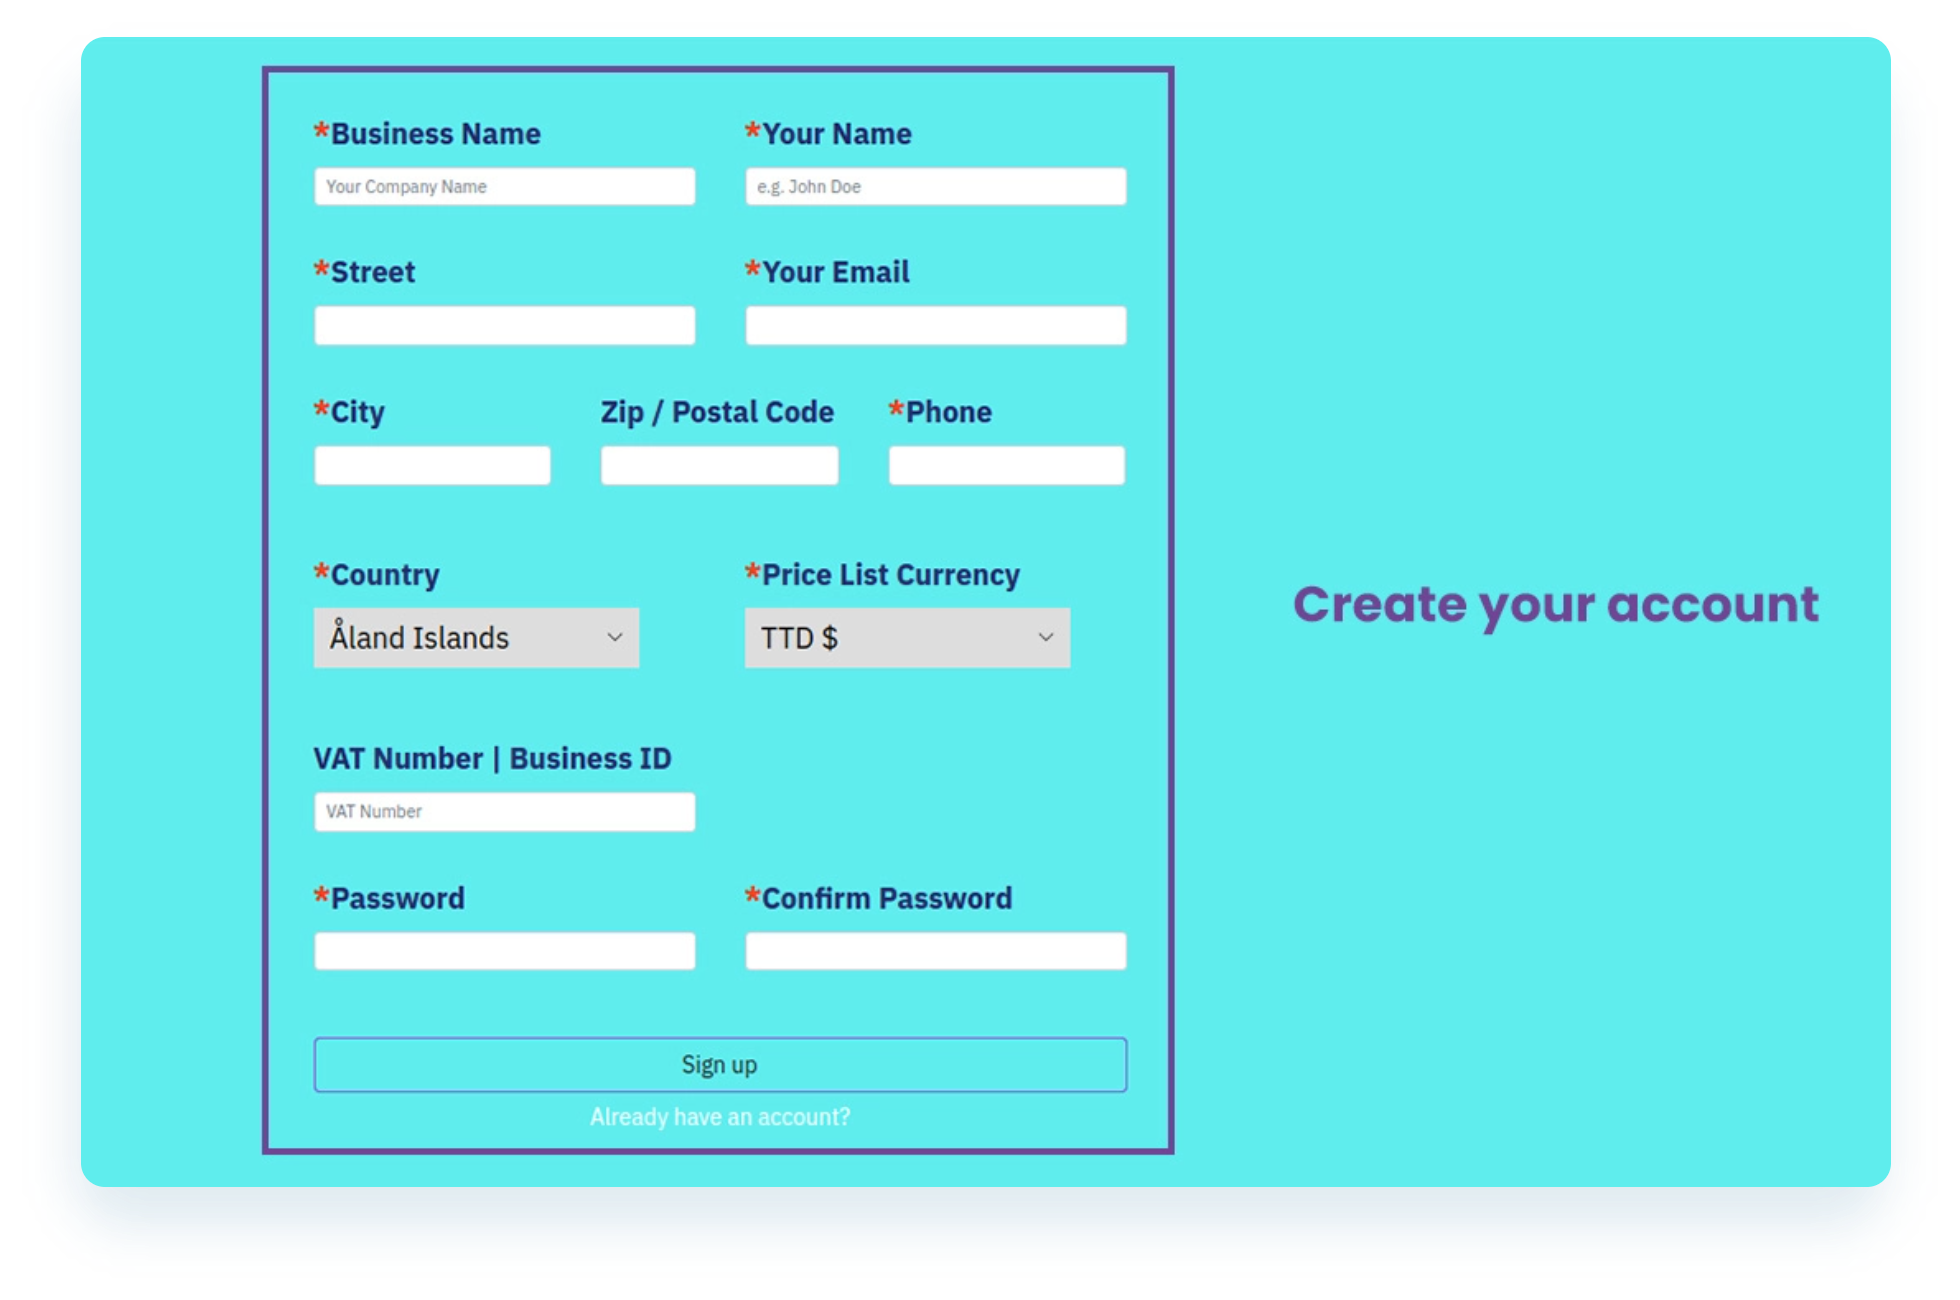 *Business Name
*Your Name
Your Company Name
e.g. John Doe
*Street
*Your Email
*City
Zip / Postal Code
*Phone
*Country
*Price List Currency
Åland Islands
TTD $
Create your account
VAT Number | Business ID
VAT Number
*Password
*Confirm Password
Sign up
Already have an account?